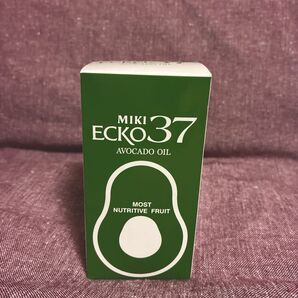 MIKI
ECKO37
AVOCADO OIL
MOST
NUTRITIVE FRUIT